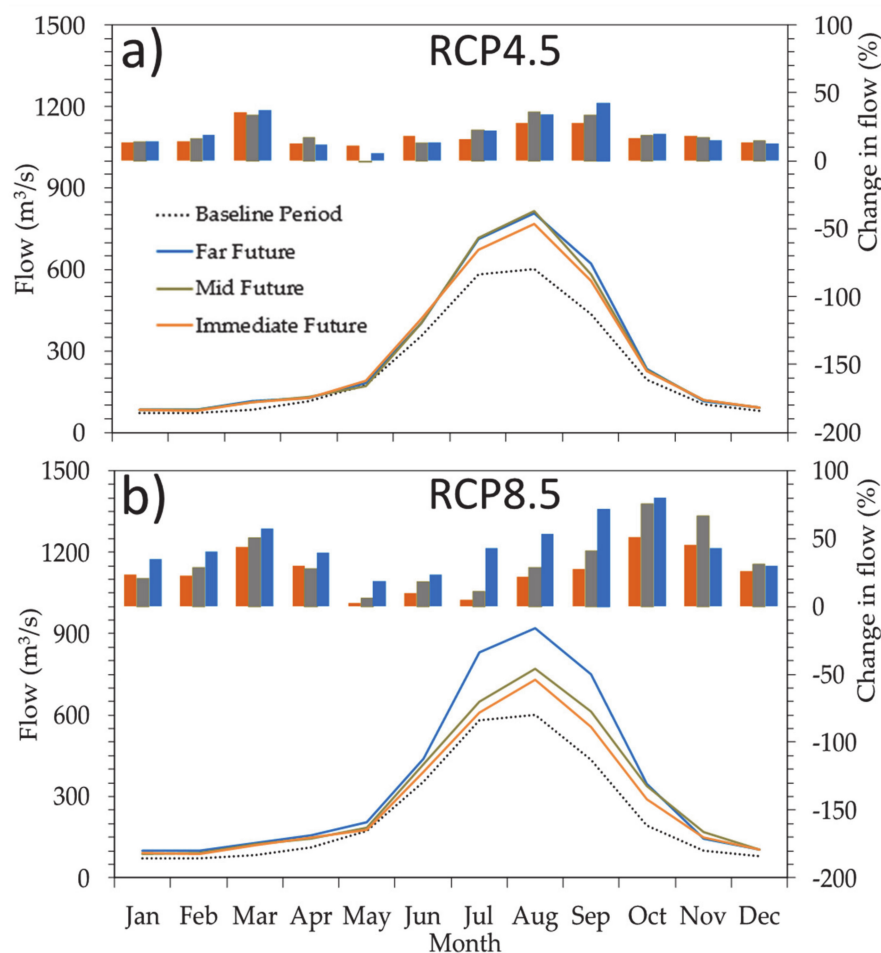 a) RCP4.5
1500
1200
900
600
300
0
Flow (m³/s)
Baseline Period
Far Future
Mid Future
Immediate Future
100
50
0
-50
-100
-150
-200
Change in flow (%)
b) RCP8.5
1500
1200
900
600
300
0
Flow (m³/s)
100
50
0
-50
-100
-150
-200
Change in flow (%)
Jan Feb Mar Apr May Jun Jul Aug Sep Oct Nov Dec
Month